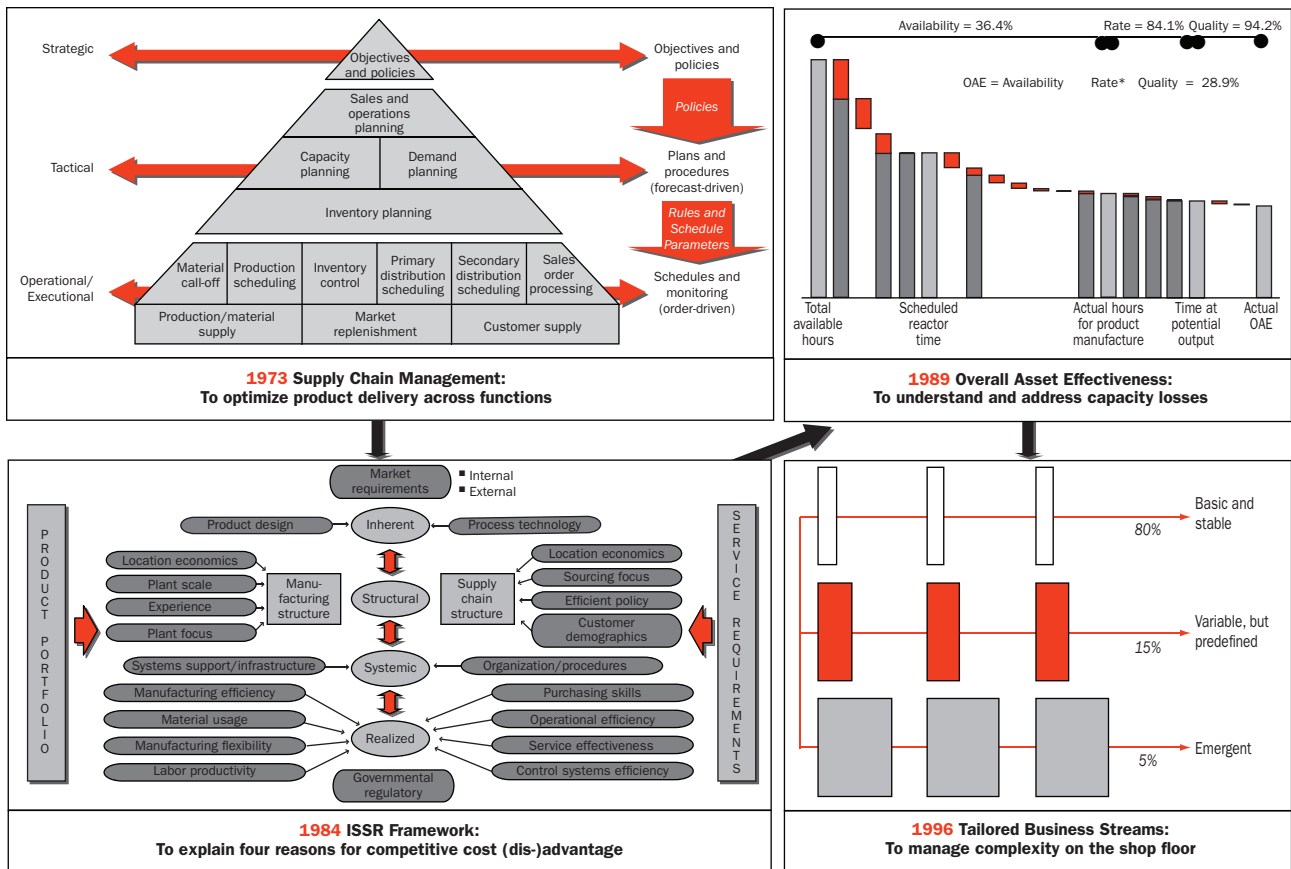 Strategic
Objectives
and policies
Objectives and
policies
Policies
Sales and
operations
planning
Tactical
Capacity
planning
Demand
planning
Plans and
procedures
(forecast-driven)
Inventory planning
Rules and
Schedule
Parameters
Operational/
Executional
Material
call-off
Production
scheduling
Inventory
control
Primary
distribution
scheduling
Secondary
distribution
scheduling
Sales
order
processing
Schedules and
monitoring
(order-driven)
Production/material
supply
Market
replenishment
Customer supply
1973 Supply Chain Management:
To optimize product delivery across functions
Availability = 36.4%
Rate = 84.1% Quality = 94.2%
OAE = Availability Rate* Quality = 28.9%
Total
available
hours
Scheduled
reactor
time
Actual hours
for product
manufacture
Time at
potential
output
Actual
OAE
1989 Overall Asset Effectiveness:
To understand and address capacity losses
PRODUCT PORTFOLIO
Market
requirements
■ Internal
■ External
Product design
Inherent
Process technology
Location economics
Plant scale
Experience
Plant focus
Manu-
facturing
structure
Structural
Supply
chain
structure
Location economics
Sourcing focus
Efficient policy
Customer
demographics
Systems support/infrastructure
Systemic
Organization/procedures
Manufacturing efficiency
Material usage
Manufacturing flexibility
Labor productivity
Realized
Purchasing skills
Operational efficiency
Service effectiveness
Control systems efficiency
Governmental
regulatory
SERVICE REQUIREMENTS
1984 ISSR Framework:
To explain four reasons for competitive cost (dis-)advantage
80%
Basic and
stable
15%
Variable, but
predefined
5%
Emergent
1996 Tailored Business Streams:
To manage complexity on the shop floor